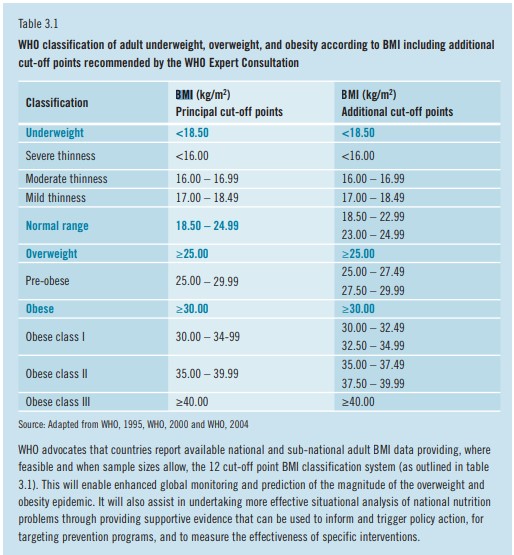 Table 3.1
WHO classification of adult underweight, overweight, and obesity according to BMI including additional
cut-off points recommended by the WHO Expert Consultation
Classification
BMI (kg/m²)
Principal cut-off points
BMI (kg/m²)
Additional cut-off points
Underweight <18.50 <18.50
Severe thinness <16.00 <16.00
Moderate thinness 16.00 – 16.99 16.00 – 16.99
Mild thinness 17.00 – 18.49 17.00 – 18.49
Normal range 18.50 – 24.99
18.50 – 22.99
23.00 – 24.99
Overweight ≥25.00 ≥25.00
Pre-obese 25.00 – 29.99
25.00 – 27.49
27.50 – 29.99
Obese ≥30.00 ≥30.00
Obese class I 30.00 – 34-99
30.00 – 32.49
32.50 – 34.99
Obese class II 35.00 – 39.99
35.00 – 37.49
37.50 – 39.99
Obese class III ≥40.00 ≥40.00
Source: Adapted from WHO, 1995, WHO, 2000 and WHO, 2004
WHO advocates that countries report available national and sub-national adult BMI data providing, where
feasible and when sample sizes allow, the 12 cut-off point BMI classification system (as outlined in table
3.1). This will enable enhanced global monitoring and prediction of the magnitude of the overweight and
obesity epidemic. It will also assist in undertaking more effective situational analysis of national nutrition
problems through providing supportive evidence that can be used to inform and trigger policy action, for
targeting prevention programs, and to measure the effectiveness of specific interventions.